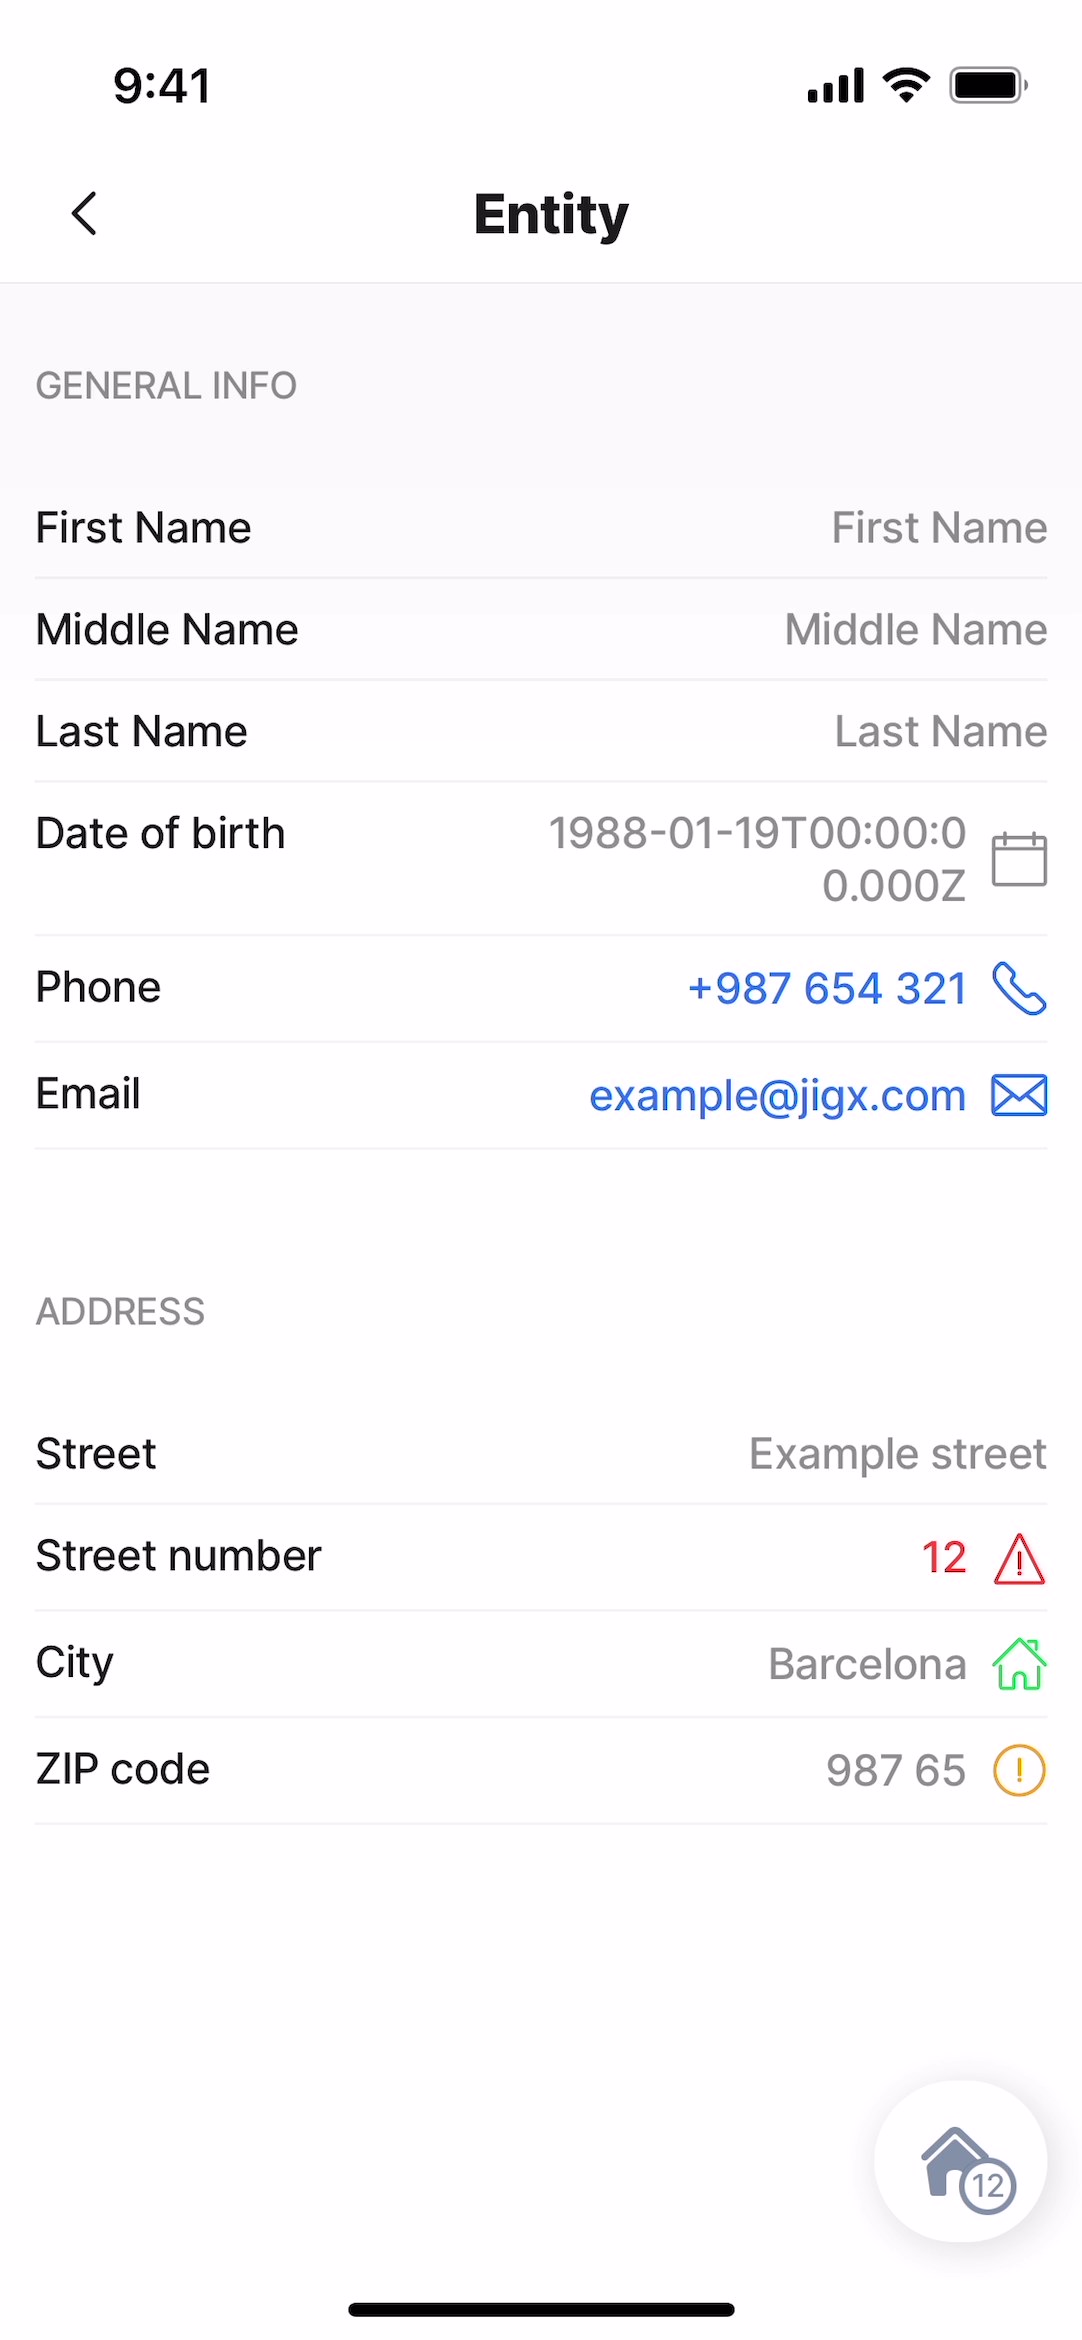 9:41
Entity
GENERAL INFO
First Name First Name
Middle Name Middle Name
Last Name Last Name
Date of birth 1988-01-19T00:00:0
0.000Z
Phone +987 654 321
Email example@jigx.com
ADDRESS
Street Example street
Street number 12
City Barcelona
ZIP code 987 65
12